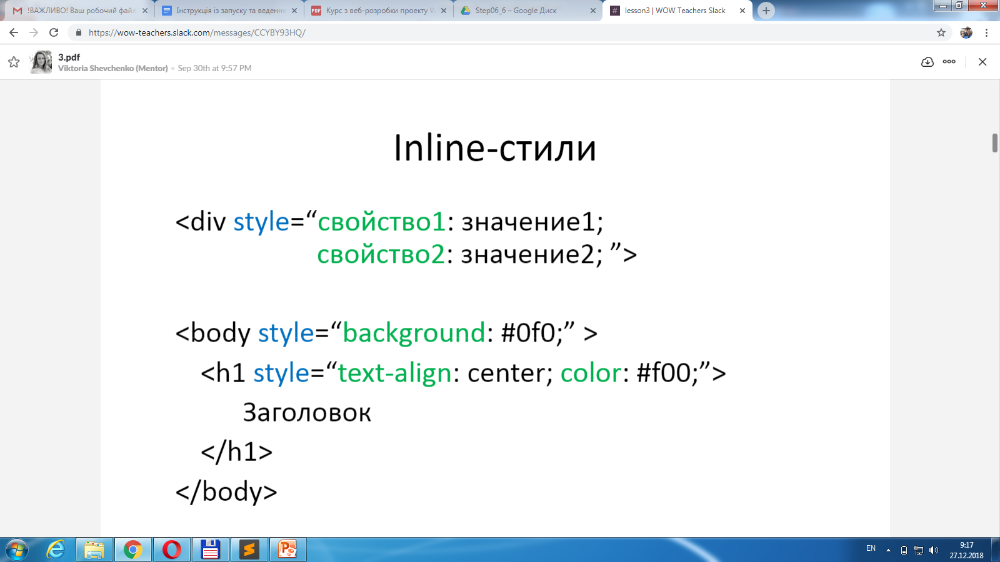 !ВАЖЛИВО! Ваш робочий файл
Інструкція із запуску та ведення
Курс з веб-розробки проекту W
Step06_6 – Google Диск
lesson3 | WOW Teachers Slack
https://wow-teachers.slack.com/messages/CCYBY93HQ/
3.pdf
Viktoria Shevchenko (Mentor) Sep 30th at 9:57 PM
Inline-стили
<div style=“свойство1: значение1;
свойство2: значение2; ”>
<body style=“background: #0f0;” >
<h1 style=“text-align: center; color: #f00;”>
Заголовок
</h1>
</body>
EN
9:17
27.12.2018